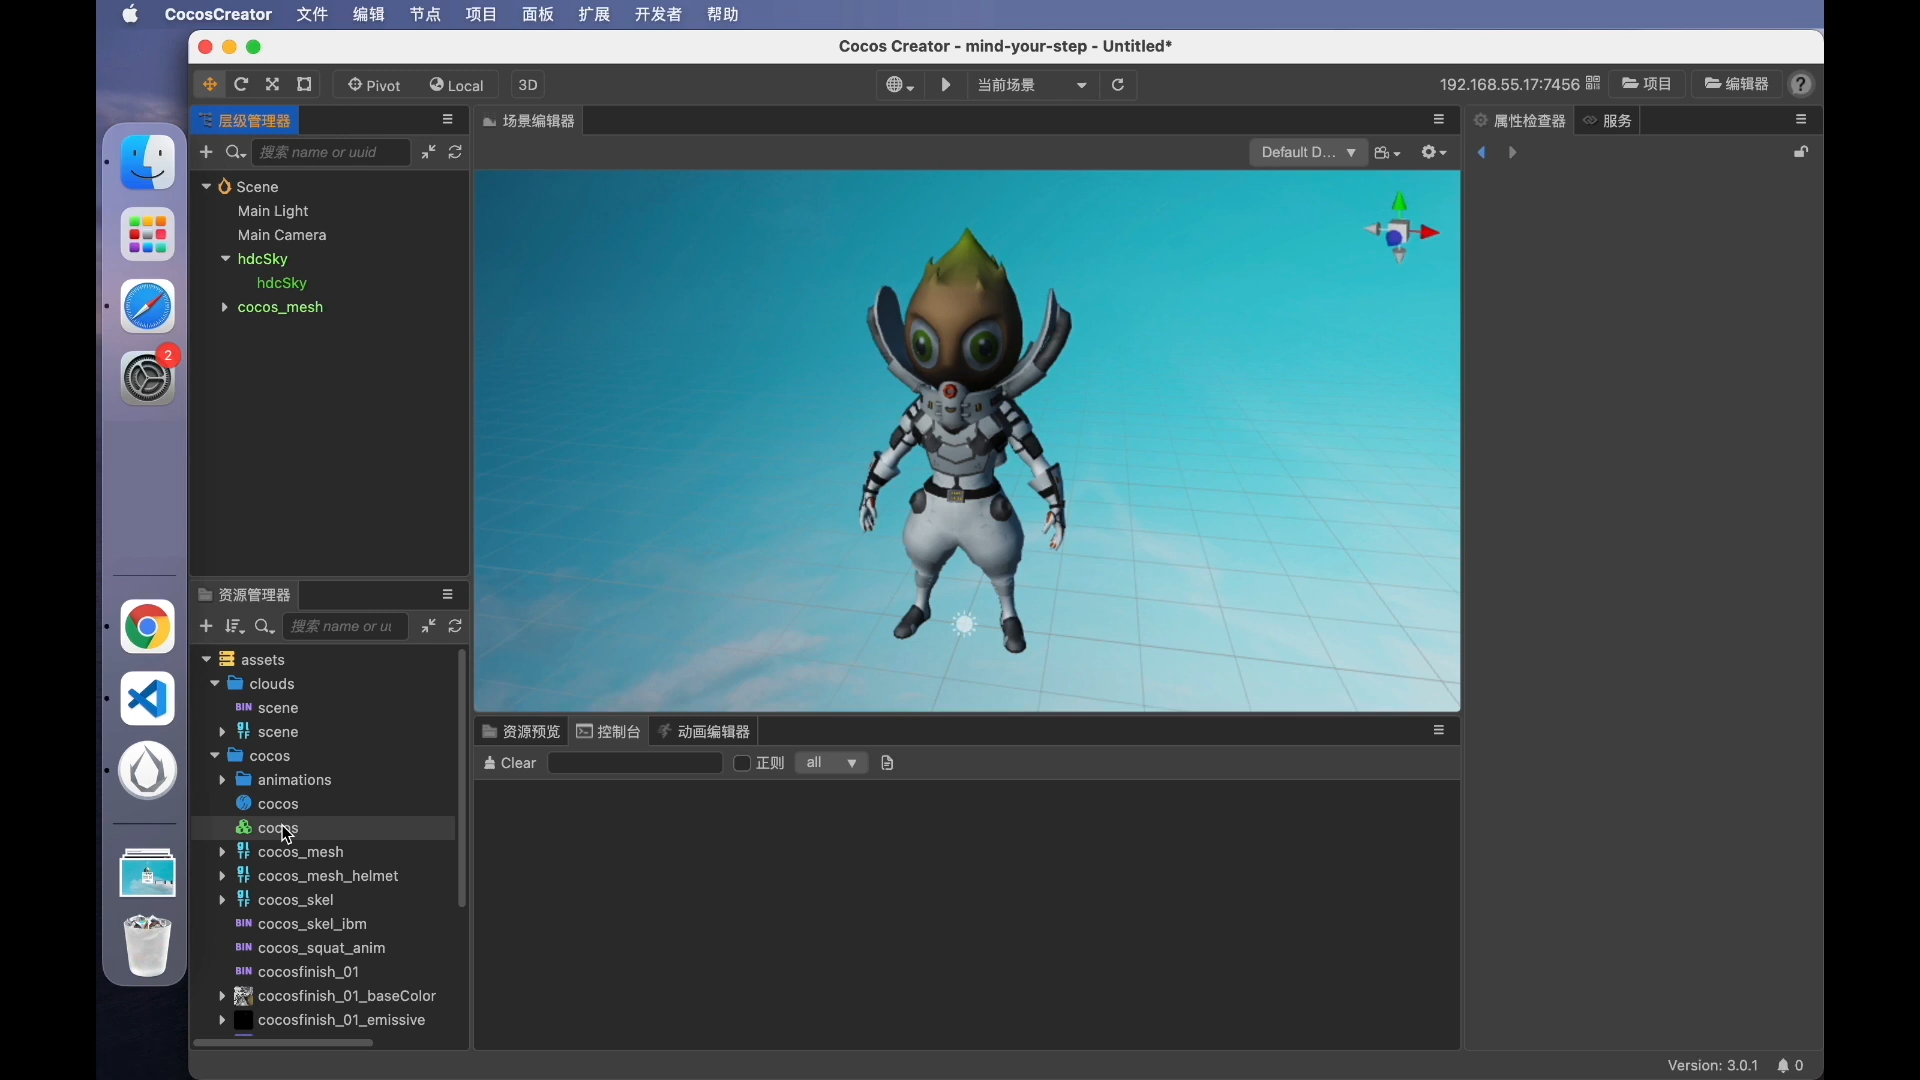 CocosCreator 文件 编辑 节点 项目 面板 扩展 开发者 帮助
Cocos Creator - mind-your-step - Untitled*
Pivot Local 3D 当前场景 192.168.55.17:7456 项目 编辑器 ?
层级管理器
搜索 name or uuid
Scene
Main Light
Main Camera
hdcSky
hdcSky
cocos_mesh
资源管理器
搜索 name or uu
assets
clouds
BIN scene
scene
cocos
animations
cocos
cocos
cocos_mesh
cocos_mesh_helmet
cocos_skel
BIN cocos_skel_ibm
BIN cocos_squat_anim
BIN cocosfinish_01
cocosfinish_01_baseColor
cocosfinish_01_emissive
场景编辑器
Default D...
资源预览 控制台 动画编辑器
Clear 正则 all
属性检查器 服务
2
Version: 3.0.1 0